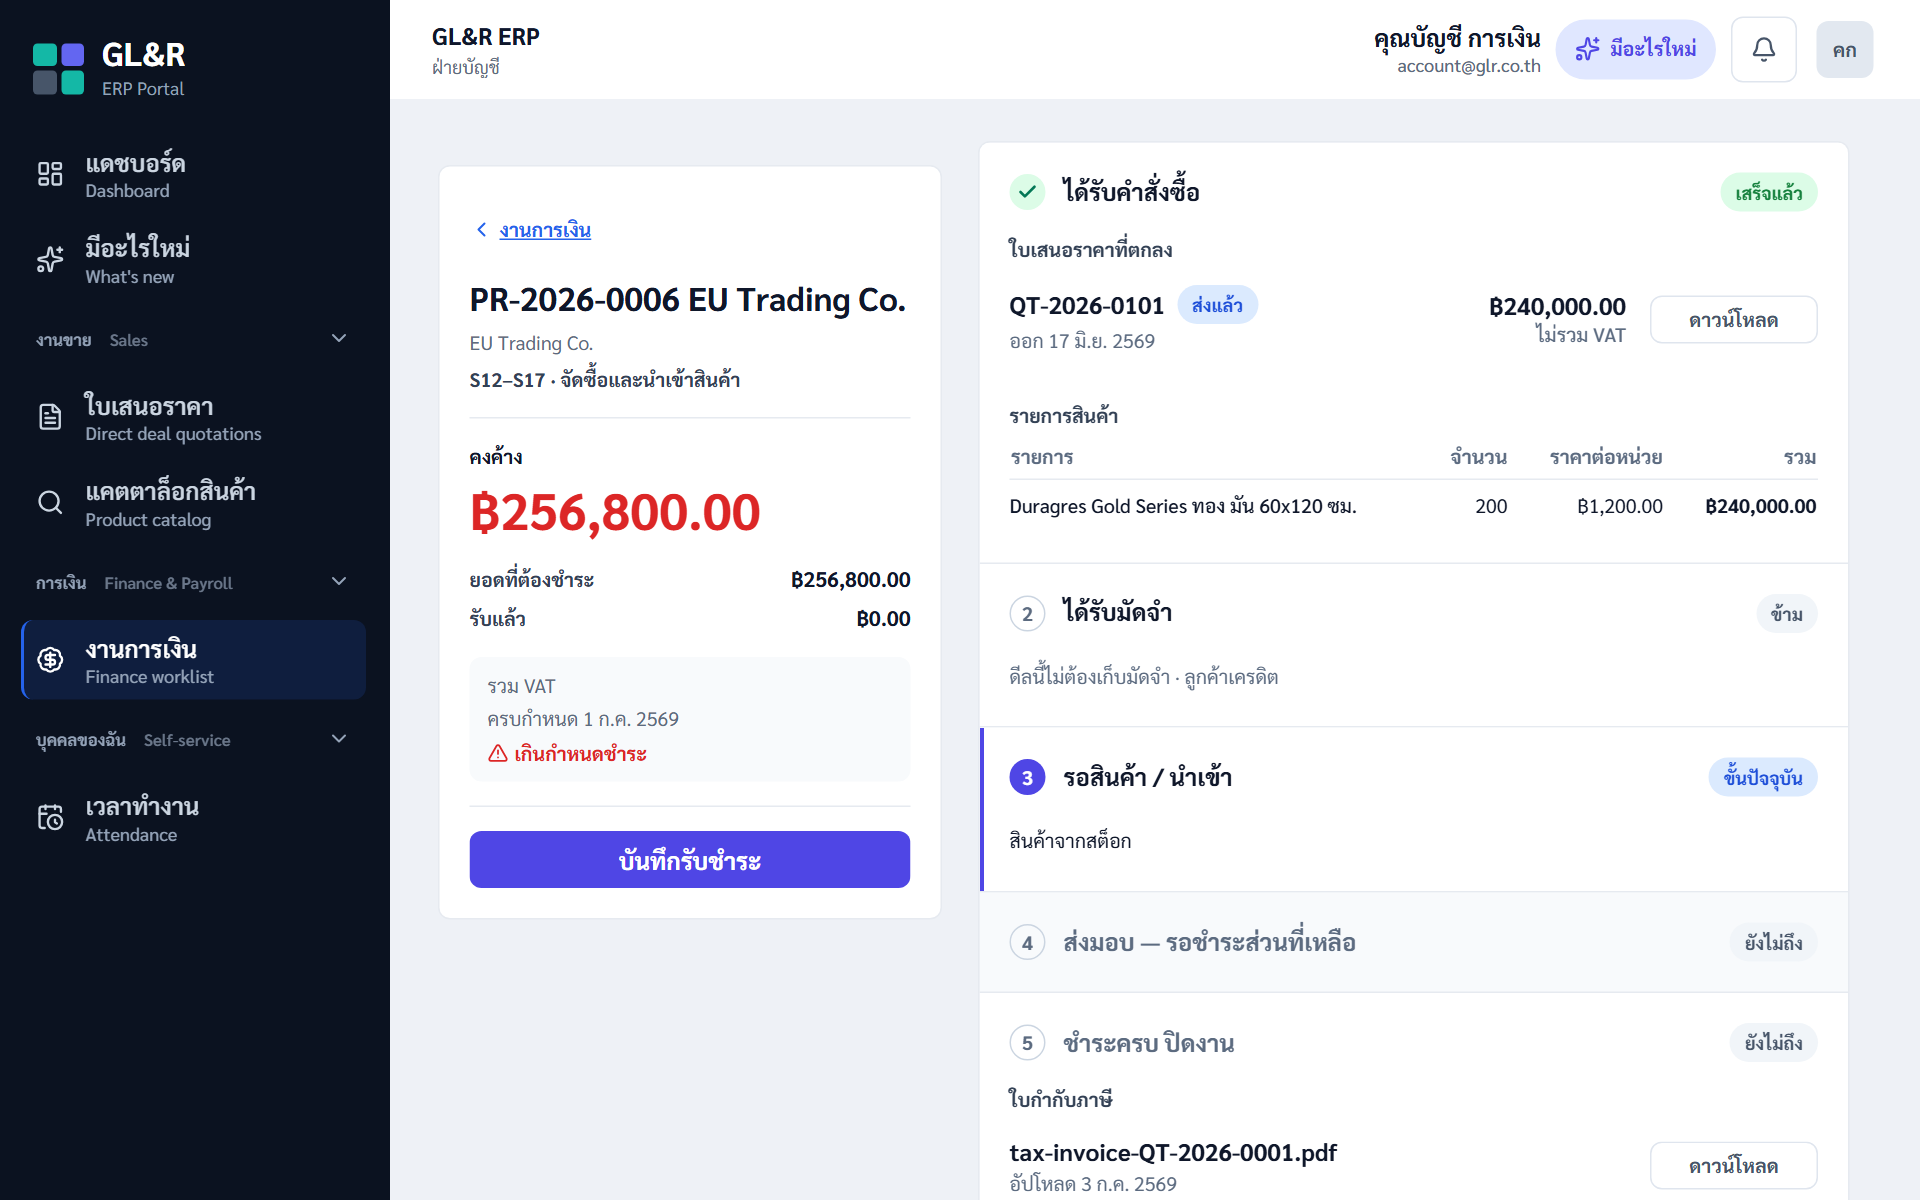 GL&R
ERP Portal
แดชบอร์ด
Dashboard
มีอะไรใหม่
What's new
งานขาย Sales
ใบเสนอราคา
Direct deal quotations
แคตตาล็อกสินค้า
Product catalog
การเงิน Finance & Payroll
งานการเงิน
Finance worklist
บุคคลของฉัน Self-service
เวลาทำงาน
Attendance
GL&R ERP
ฝ่ายบัญชี
คุณบัญชี การเงิน
account@glr.co.th
มีอะไรใหม่
คก
งานการเงิน
PR-2026-0006 EU Trading Co.
EU Trading Co.
S12–S17 · จัดซื้อและนำเข้าสินค้า
คงค้าง
฿256,800.00
ยอดที่ต้องชำระ ฿256,800.00
รับแล้ว ฿0.00
รวม VAT
ครบกำหนด 1 ก.ค. 2569
เกินกำหนดชำระ
บันทึกรับชำระ
ได้รับคำสั่งซื้อ เสร็จแล้ว
ใบเสนอราคาที่ตกลง
QT-2026-0101 ส่งแล้ว ฿240,000.00 ดาวน์โหลด
ออก 17 มิ.ย. 2569 ไม่รวม VAT
รายการสินค้า
รายการ จำนวน ราคาต่อหน่วย รวม
Duragres Gold Series ทอง มัน 60x120 ซม. 200 ฿1,200.00 ฿240,000.00
2 ได้รับมัดจำ ข้าม
ดีลนี้ไม่ต้องเก็บมัดจำ · ลูกค้าเครดิต
3 รอสินค้า / นำเข้า ขั้นปัจจุบัน
สินค้าจากสต็อก
4 ส่งมอบ — รอชำระส่วนที่เหลือ ยังไม่ถึง
5 ชำระครบ ปิดงาน ยังไม่ถึง
ใบกำกับภาษี
tax-invoice-QT-2026-0001.pdf ดาวน์โหลด
อัปโหลด 3 ก.ค. 2569